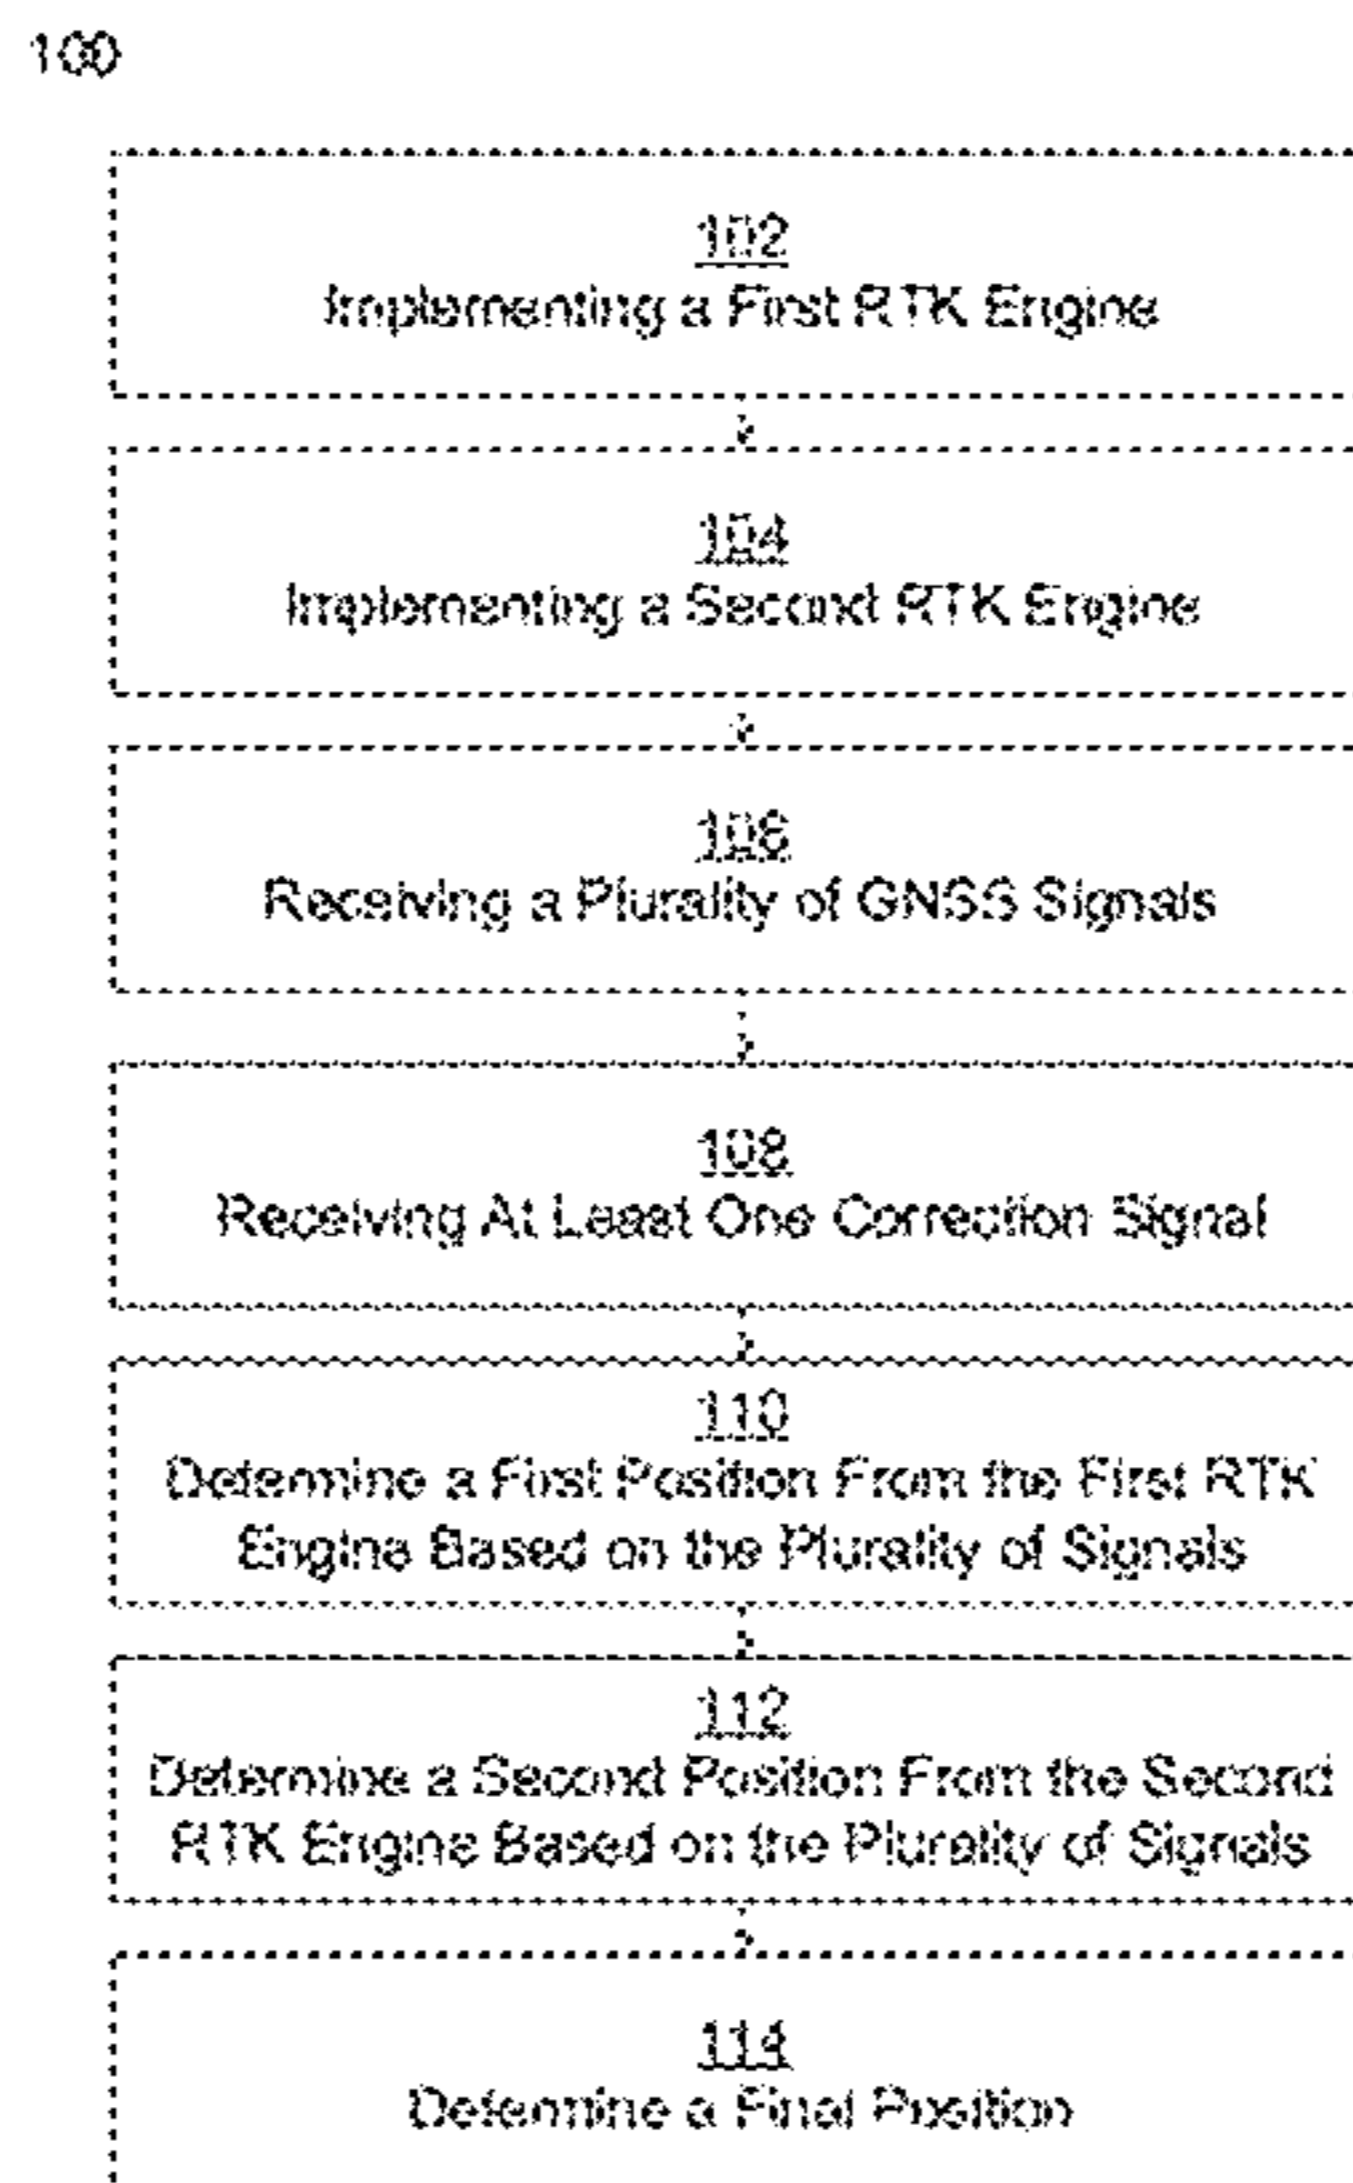 100
102
Implementing a First RTK Engine
104
Implementing a Second RTK Engine
106
Receiving a Plurality of GNSS Signals
108
Receiving At Least One Correction Signal
110
Determine a First Position From the First RTK
Engine Based on the Plurality of Signals
112
Determine a Second Position From the Second
RTK Engine Based on the Plurality of Signals
114
Determine a Final Position